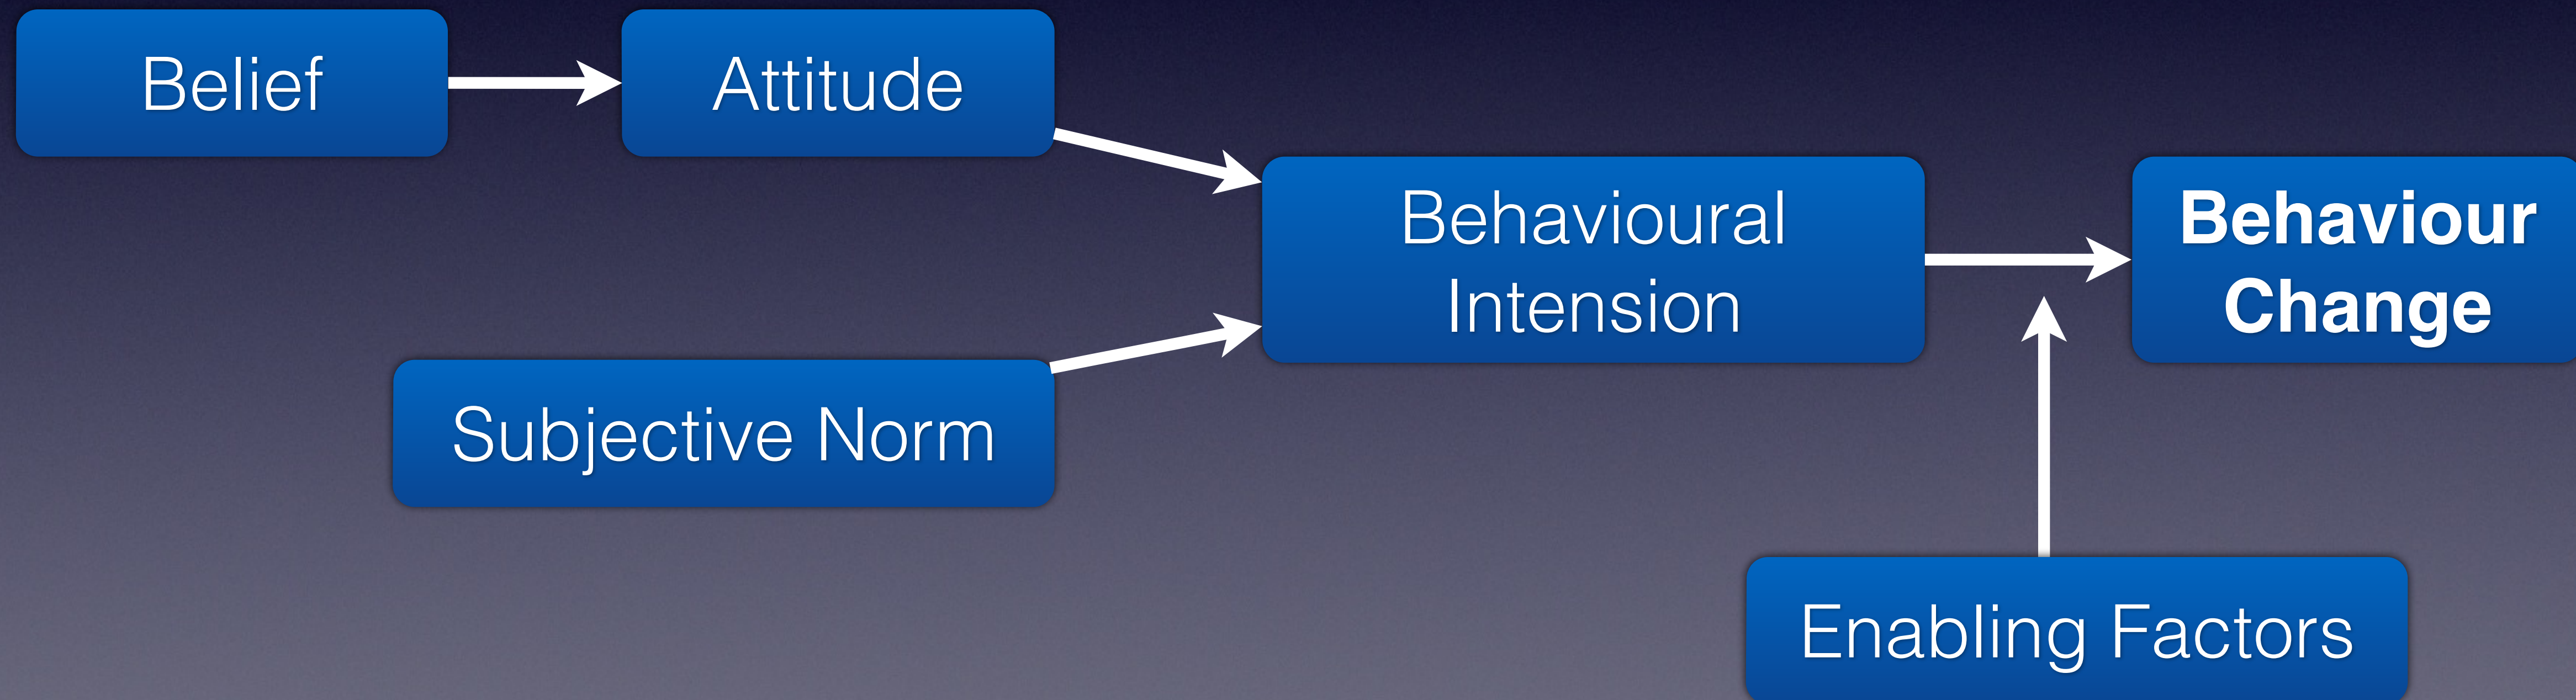 Belief
Attitude
Behavioural
Intension
Behaviour
Change
Subjective Norm
Enabling Factors